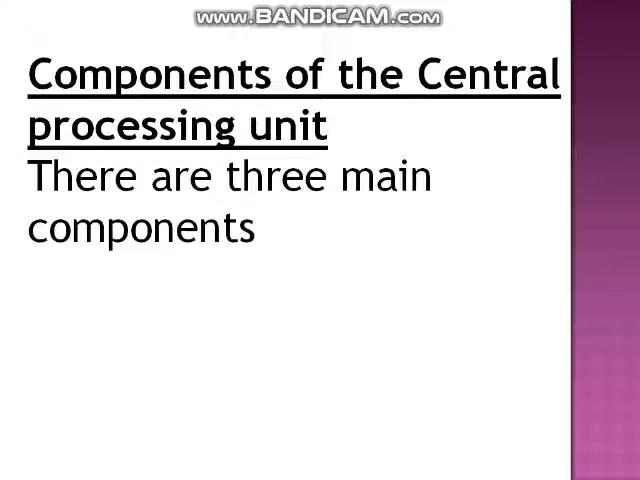 www.BANDICAM.com
Components of the Central
processing unit
There are three main
components